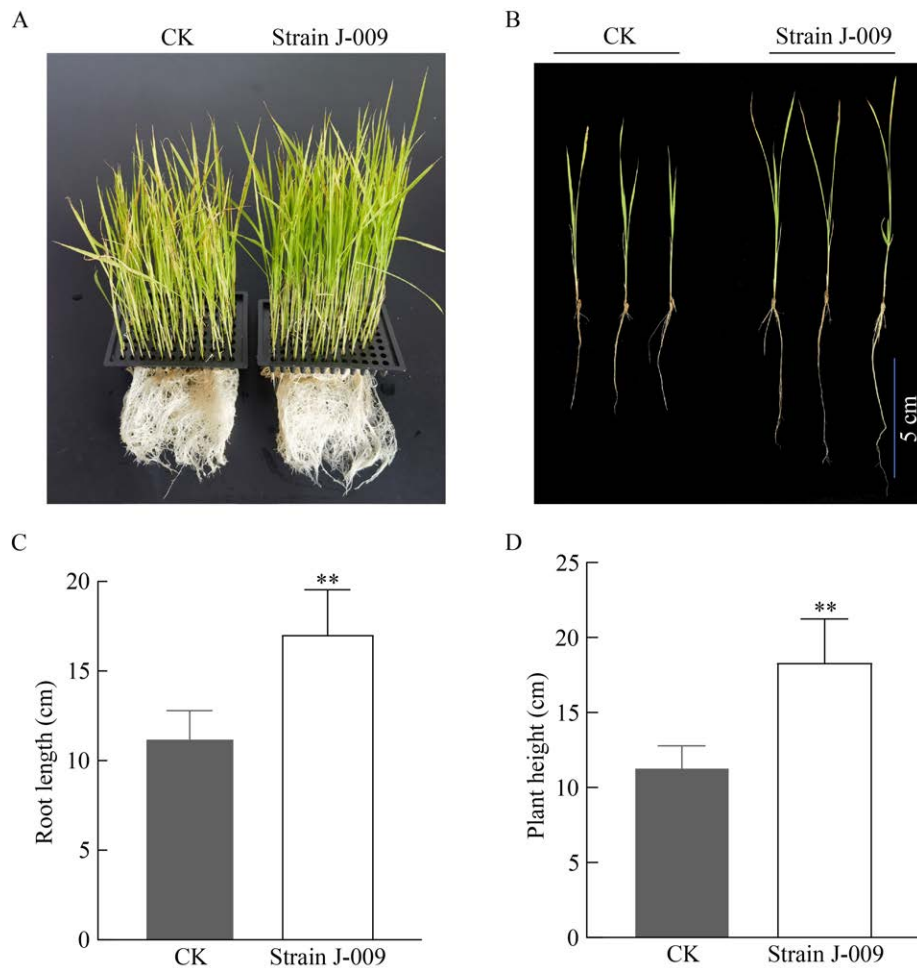 A
CK Strain J-009
B
CK Strain J-009
5 cm
C
Root length (cm)
20
15
10
5
0
**
CK Strain J-009
D
Plant height (cm)
25
20
15
10
5
0
**
CK Strain J-009